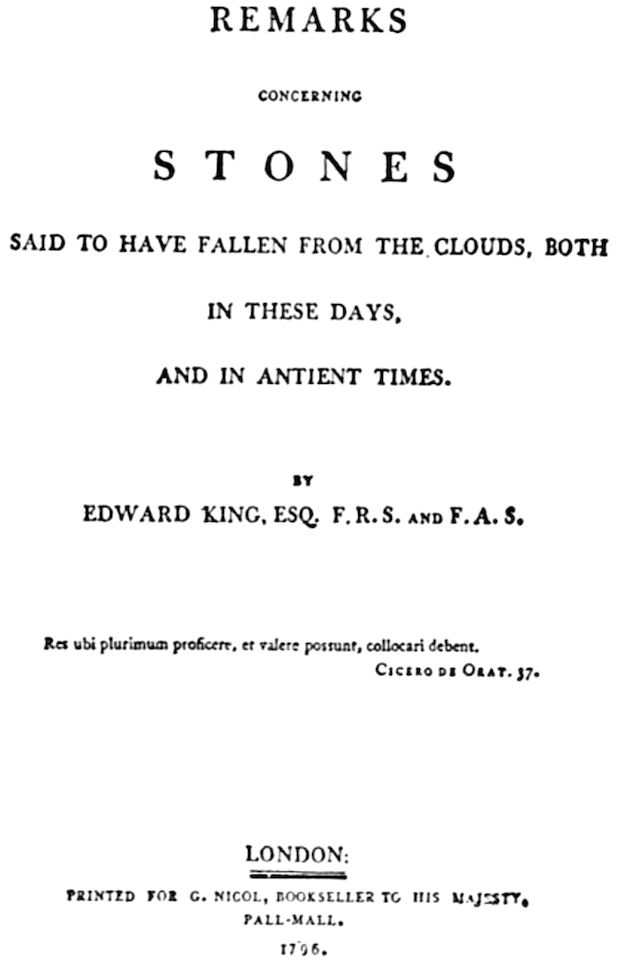 REMARKS
CONCERNING
STONES
SAID TO HAVE FALLEN FROM THE CLOUDS, BOTH
IN THESE DAYS,
AND IN ANTIENT TIMES.
BY
EDWARD KING, ESQ. F.R.S. AND F.A.S.
Res ubi plurimum proficere, et valere possunt, collocari debent.
CICERO DE ORAT. 37.
LONDON:
PRINTED FOR G. NICOL, BOOKSELLER TO HIS MAJESTY,
PALL-MALL.
1796.